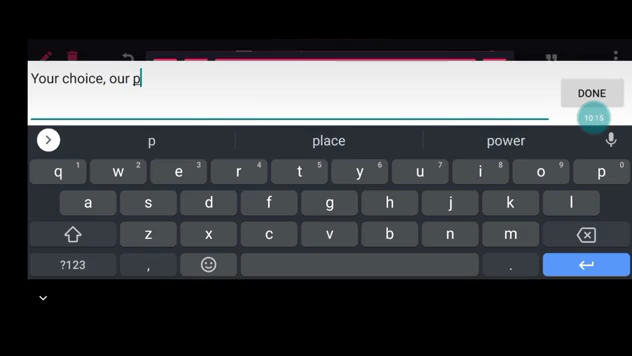 Your choice, our p
DONE
10:15
p place power
q 1 w 2 e 3 r 4 t 5 y 6 u 7 i 8 o 9 p 0
a s d f g h j k l
z x c v b n m
?123 , .